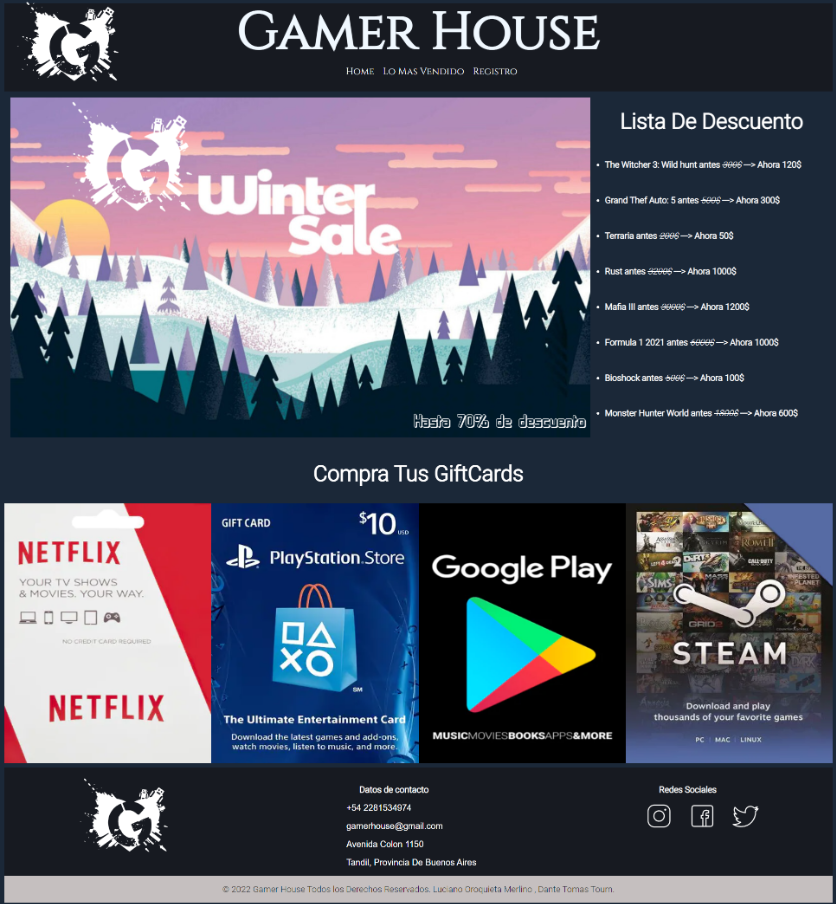 GAMER HOUSE
HOME LO MAS VENDIDO REGISTRO
Winter
Sale
Hasta 70% de descuento
Lista De Descuento
The Witcher 3: Wild hunt antes 300$ —> Ahora 120$
Grand Thef Auto: 5 antes 500$ —> Ahora 300$
Terraria antes 200$ —> Ahora 50$
Rust antes 3200$ —> Ahora 1000$
Mafia III antes 3000$ —> Ahora 1200$
Formula 1 2021 antes 6000$ —> Ahora 1000$
Bioshock antes 500$ —> Ahora 100$
Monster Hunter World antes 1800$ —> Ahora 600$
Compra Tus GiftCards
NETFLIX
YOUR TV SHOWS
& MOVIES. YOUR WAY.
NO CREDIT CARD REQUIRED
NETFLIX
GIFT CARD $10 USD
PlayStation Store
SM
The Ultimate Entertainment Card
Download the latest games and add-ons,
watch movies, listen to music, and more.
Google Play
MUSICMOVIESBOOKSAPPS&MORE
STEAM
Download and play
thousands of your favorite games
PC | MAC | LINUX
Datos de contacto
+54 2281534974
gamerhouse@gmail.com
Avenida Colon 1150
Tandil, Provincia De Buenos Aires
Redes Sociales
© 2022 Gamer House Todos los Derechos Reservados. Luciano Oroquieta Merlino , Dante Tomas Tourn.